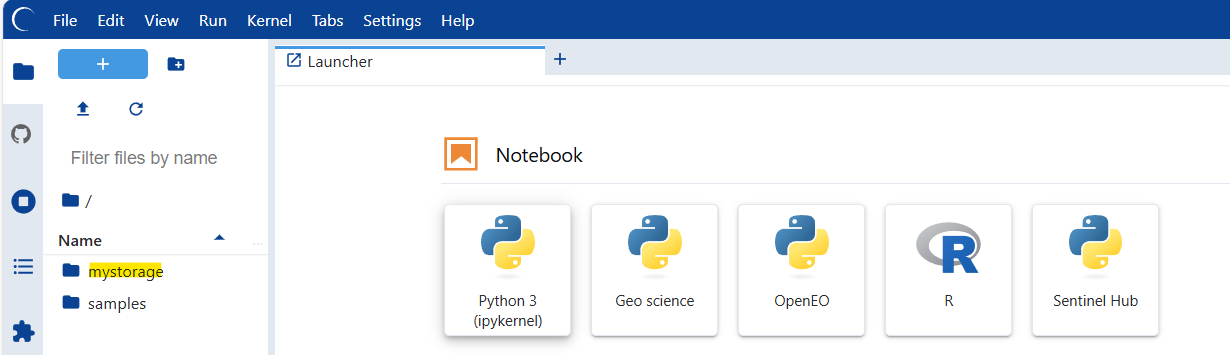 File Edit View Run Kernel Tabs Settings Help
+
Launcher +
Filter files by name
/
Name ...
mystorage
samples
Notebook
Python 3
(ipykernel)
Geo science
OpenEO
R
R
Sentinel Hub